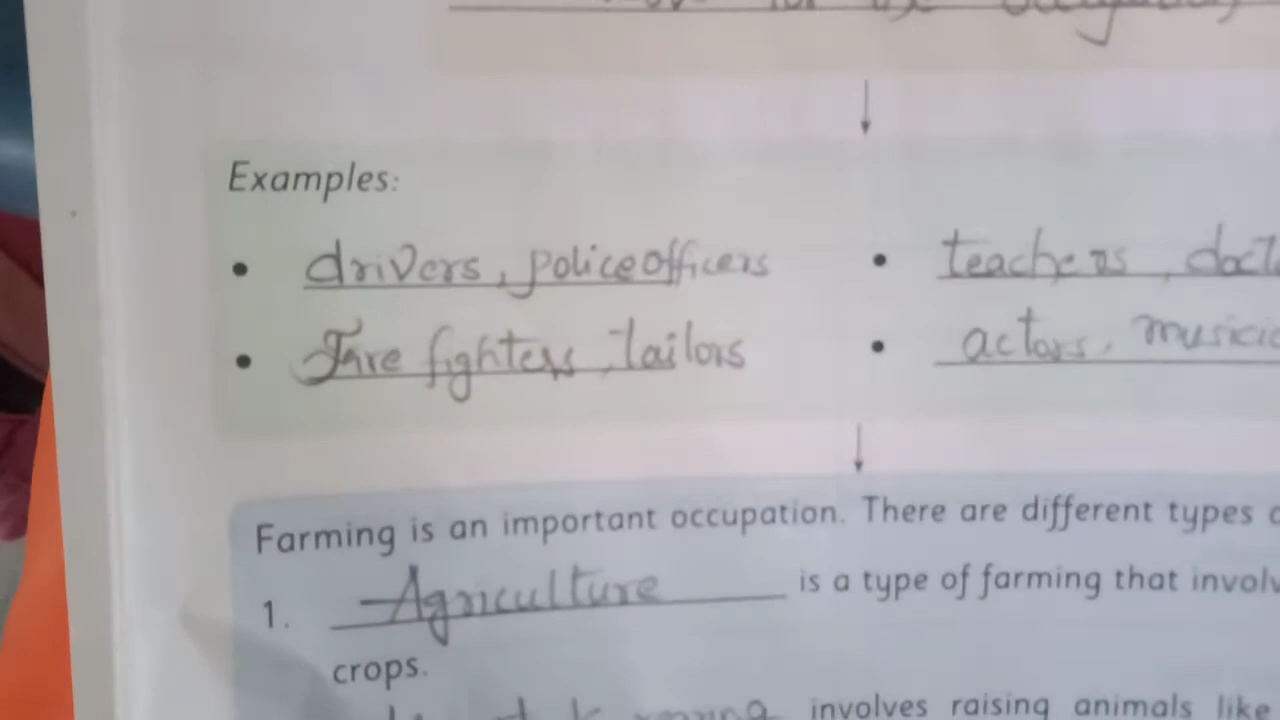 Examples:
• drivers, police officers
• teachers,
• Fire fighters, tailors
• actors,
Farming is an important occupation. There are different types
1. Agriculture is a type of farming that
crops.
involves raising animals like